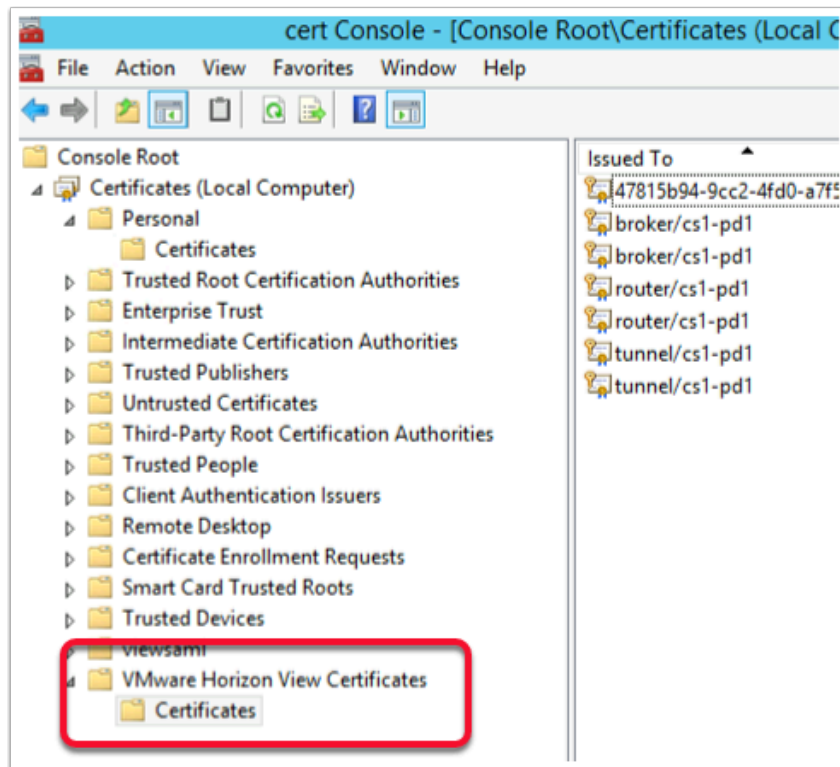 cert Console - [Console Root\Certificates (Local C
File Action View Favorites Window Help
Console Root
Certificates (Local Computer)
Personal
Certificates
Trusted Root Certification Authorities
Enterprise Trust
Intermediate Certification Authorities
Trusted Publishers
Untrusted Certificates
Third-Party Root Certification Authorities
Trusted People
Client Authentication Issuers
Remote Desktop
Certificate Enrollment Requests
Smart Card Trusted Roots
Trusted Devices
viewsaml
VMware Horizon View Certificates
Certificates
Issued To
47815b94-9cc2-4fd0-a7f5
broker/cs1-pd1
broker/cs1-pd1
router/cs1-pd1
router/cs1-pd1
tunnel/cs1-pd1
tunnel/cs1-pd1